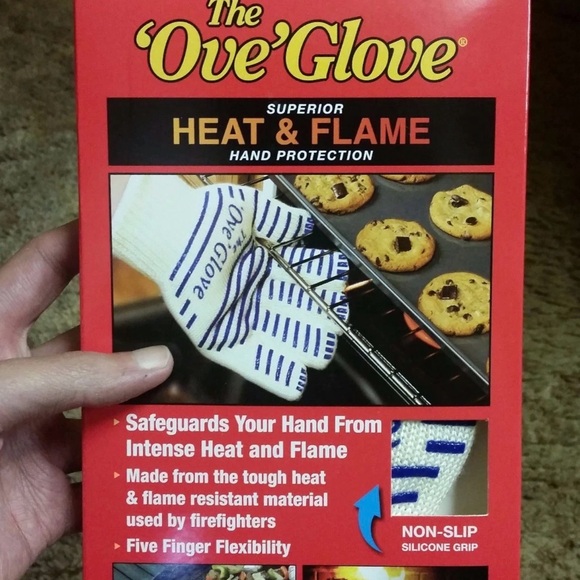 The
'Ove' Glove®
SUPERIOR
HEAT & FLAME
HAND PROTECTION
The
'Ove' Glove
Safeguards Your Hand From
Intense Heat and Flame
Made from the tough heat
& flame resistant material
used by firefighters
Five Finger Flexibility
NON-SLIP
SILICONE GRIP